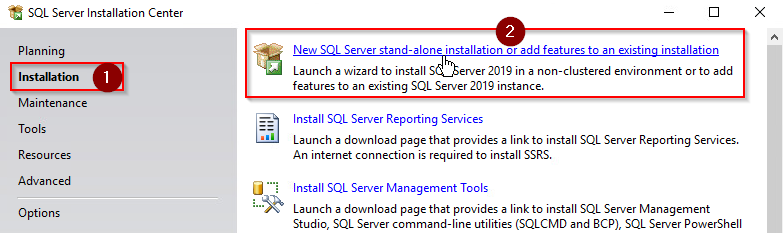 SQL Server Installation Center
Planning
Installation
1
Maintenance
Tools
Resources
Advanced
Options
2
New SQL Server stand-alone installation or add features to an existing installation
Launch a wizard to install SQL Server 2019 in a non-clustered environment or to add
features to an existing SQL Server 2019 instance.
Install SQL Server Reporting Services
Launch a download page that provides a link to install SQL Server Reporting Services.
An internet connection is required to install SSRS.
Install SQL Server Management Tools
Launch a download page that provides a link to install SQL Server Management
Studio, SQL Server command-line utilities (SQLCMD and BCP), SQL Server PowerShell